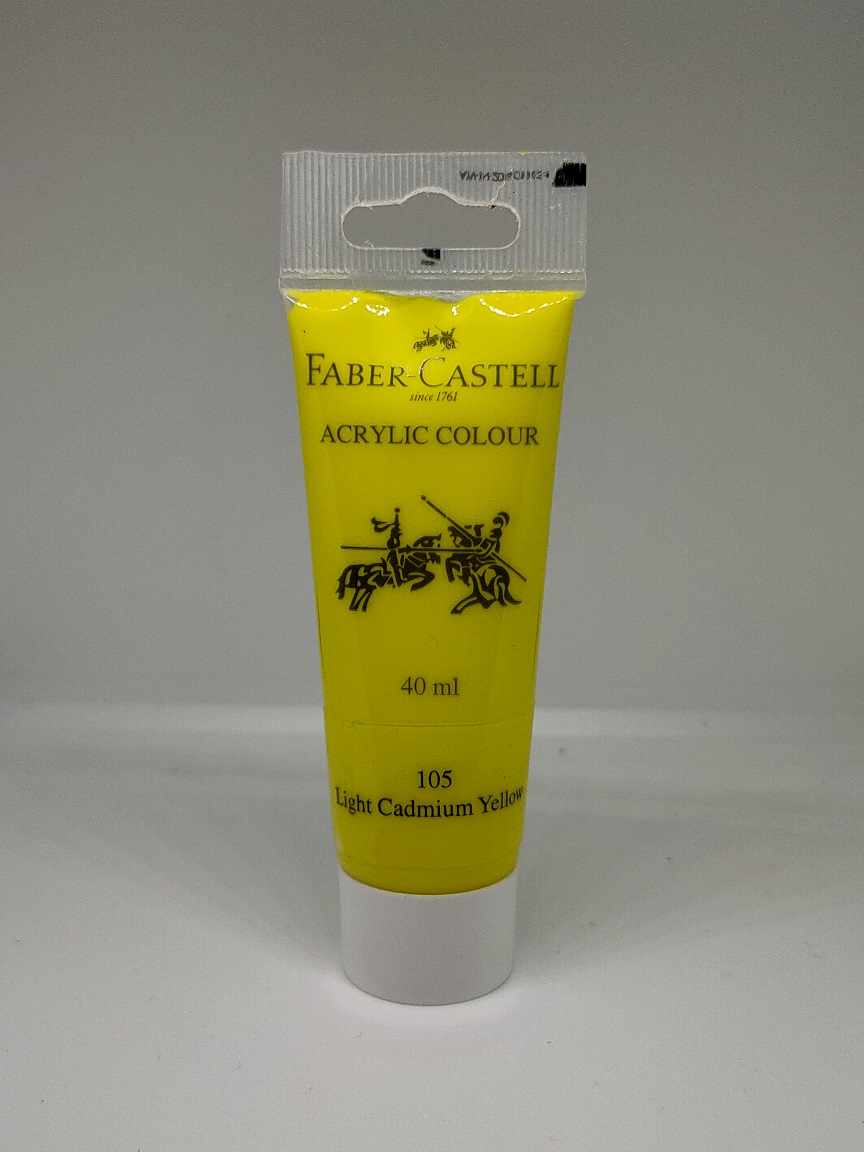 FABER-CASTELL
since 1761
ACRYLIC COLOUR
40 ml
105
Light Cadmium Yellow